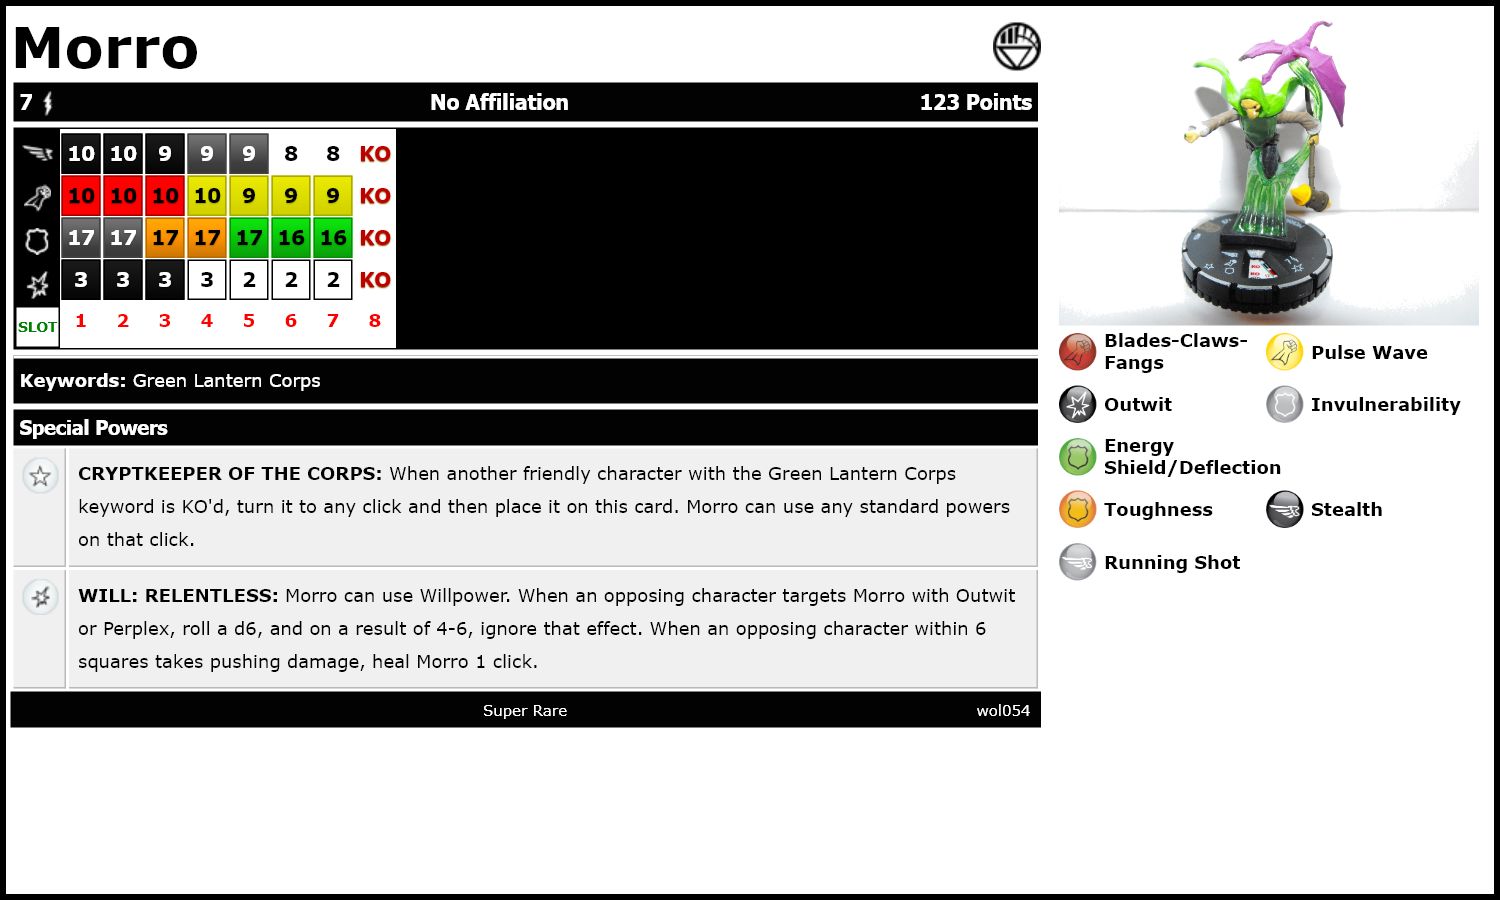 Morro
7 No Affiliation 123 Points
10 10 9 9 9 8 8 KO
10 10 10 10 9 9 9 KO
17 17 17 17 17 16 16 KO
3 3 3 3 2 2 2 KO
SLOT 1 2 3 4 5 6 7 8
Keywords: Green Lantern Corps
Special Powers
CRYPTKEEPER OF THE CORPS: When another friendly character with the Green Lantern Corps
keyword is KO'd, turn it to any click and then place it on this card. Morro can use any standard powers
on that click.
WILL: RELENTLESS: Morro can use Willpower. When an opposing character targets Morro with Outwit
or Perplex, roll a d6, and on a result of 4-6, ignore that effect. When an opposing character within 6
squares takes pushing damage, heal Morro 1 click.
Super Rare wol054
Blades-Claws-
Fangs
Pulse Wave
Outwit
Invulnerability
Energy
Shield/Deflection
Toughness
Stealth
Running Shot